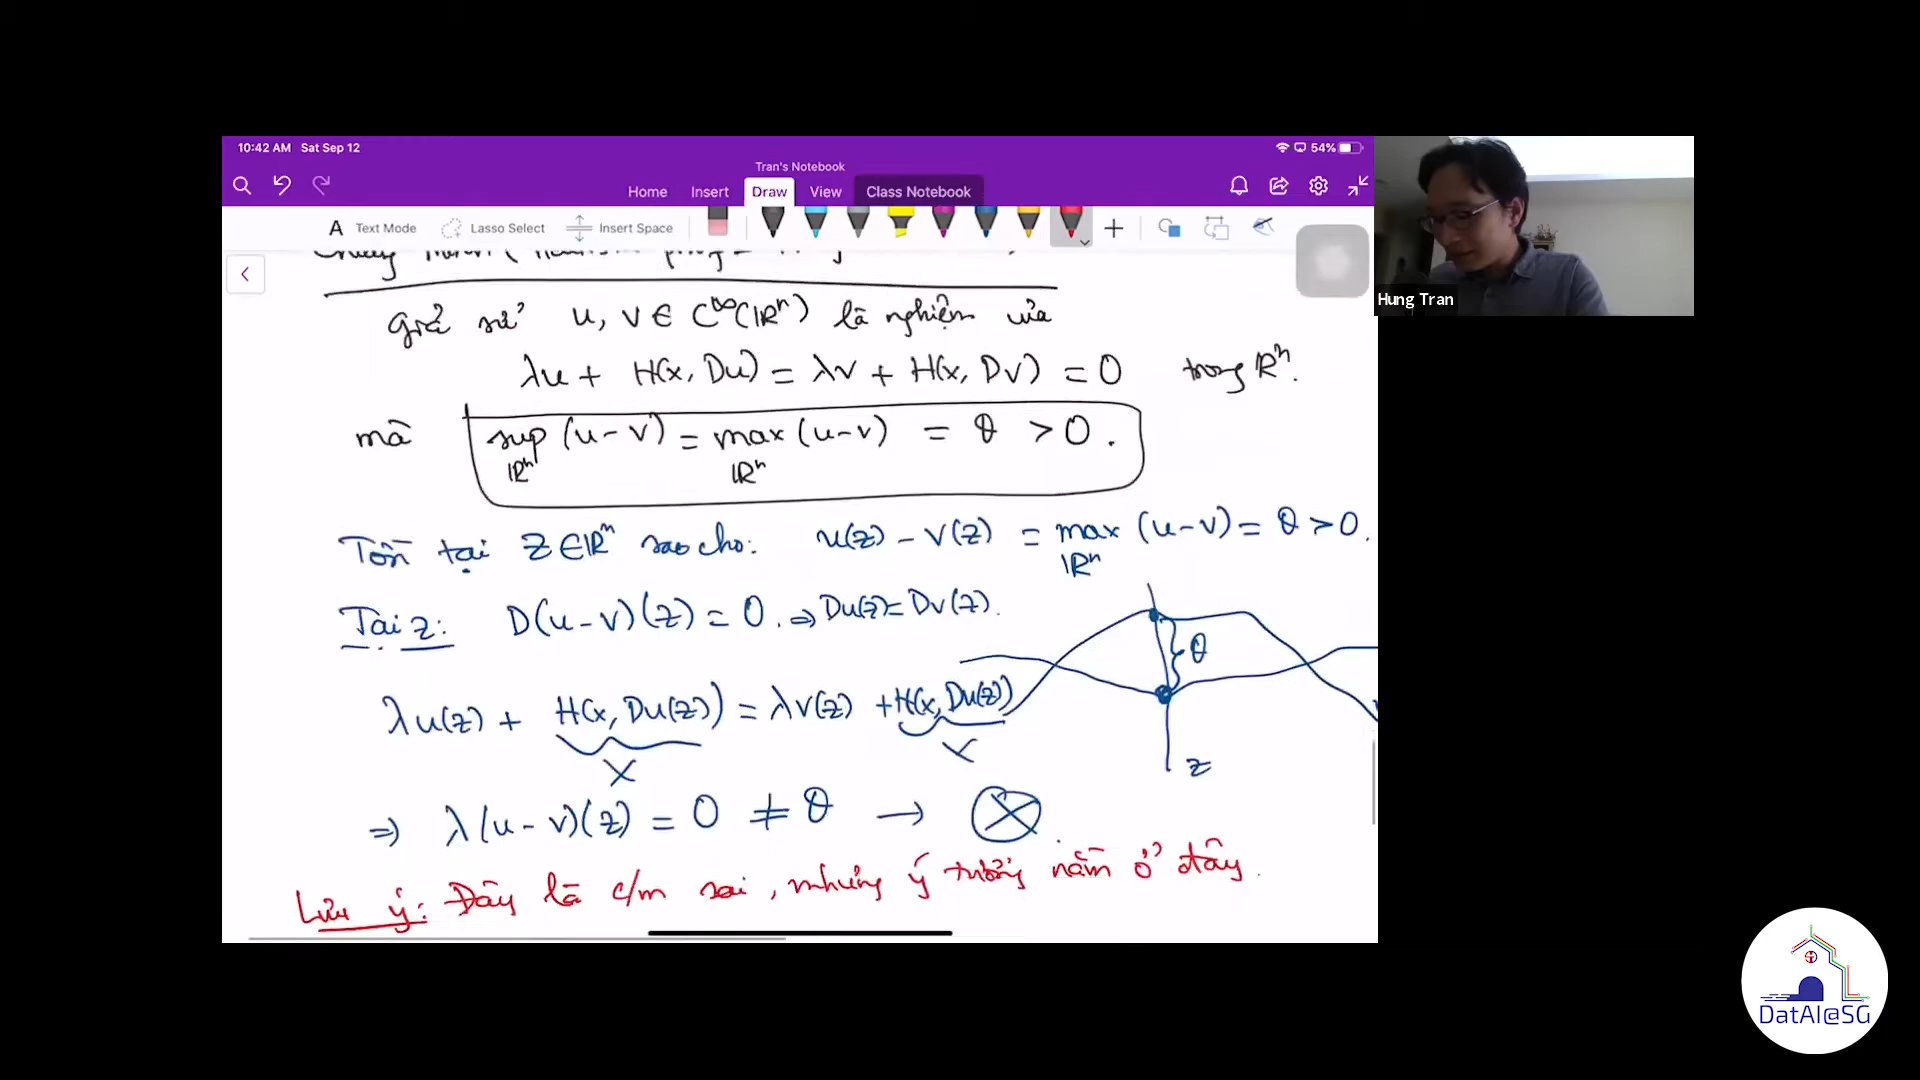 10:42 AM Sat Sep 12
54%
Tran's Notebook
Home Insert Draw View Class Notebook
A Text Mode Lasso Select Insert Space
Hung Tran
Giả sử u, v ∈ C^∞(ℝⁿ) là nghiệm của
λu + H(x, Du) = λv + H(x, Dv) = 0 trong ℝⁿ.
mà sup (u-v) = max (u-v) = θ > 0.
ℝⁿ ℝⁿ
Tồn tại z ∈ ℝⁿ sao cho: u(z) - v(z) = max (u-v) = θ > 0.
ℝⁿ
Tại z: D(u-v)(z) = 0. ⇒ Du(z) = Dv(z).
θ
λu(z) + H(x, Du(z)) = λv(z) + H(x, Du(z))
X X
z
⇒ λ(u-v)(z) = 0 ≠ θ → ⊗
Lưu ý: Đây là c/m sai, nhưng ý tưởng nằm ở đây.
DatAI@SG